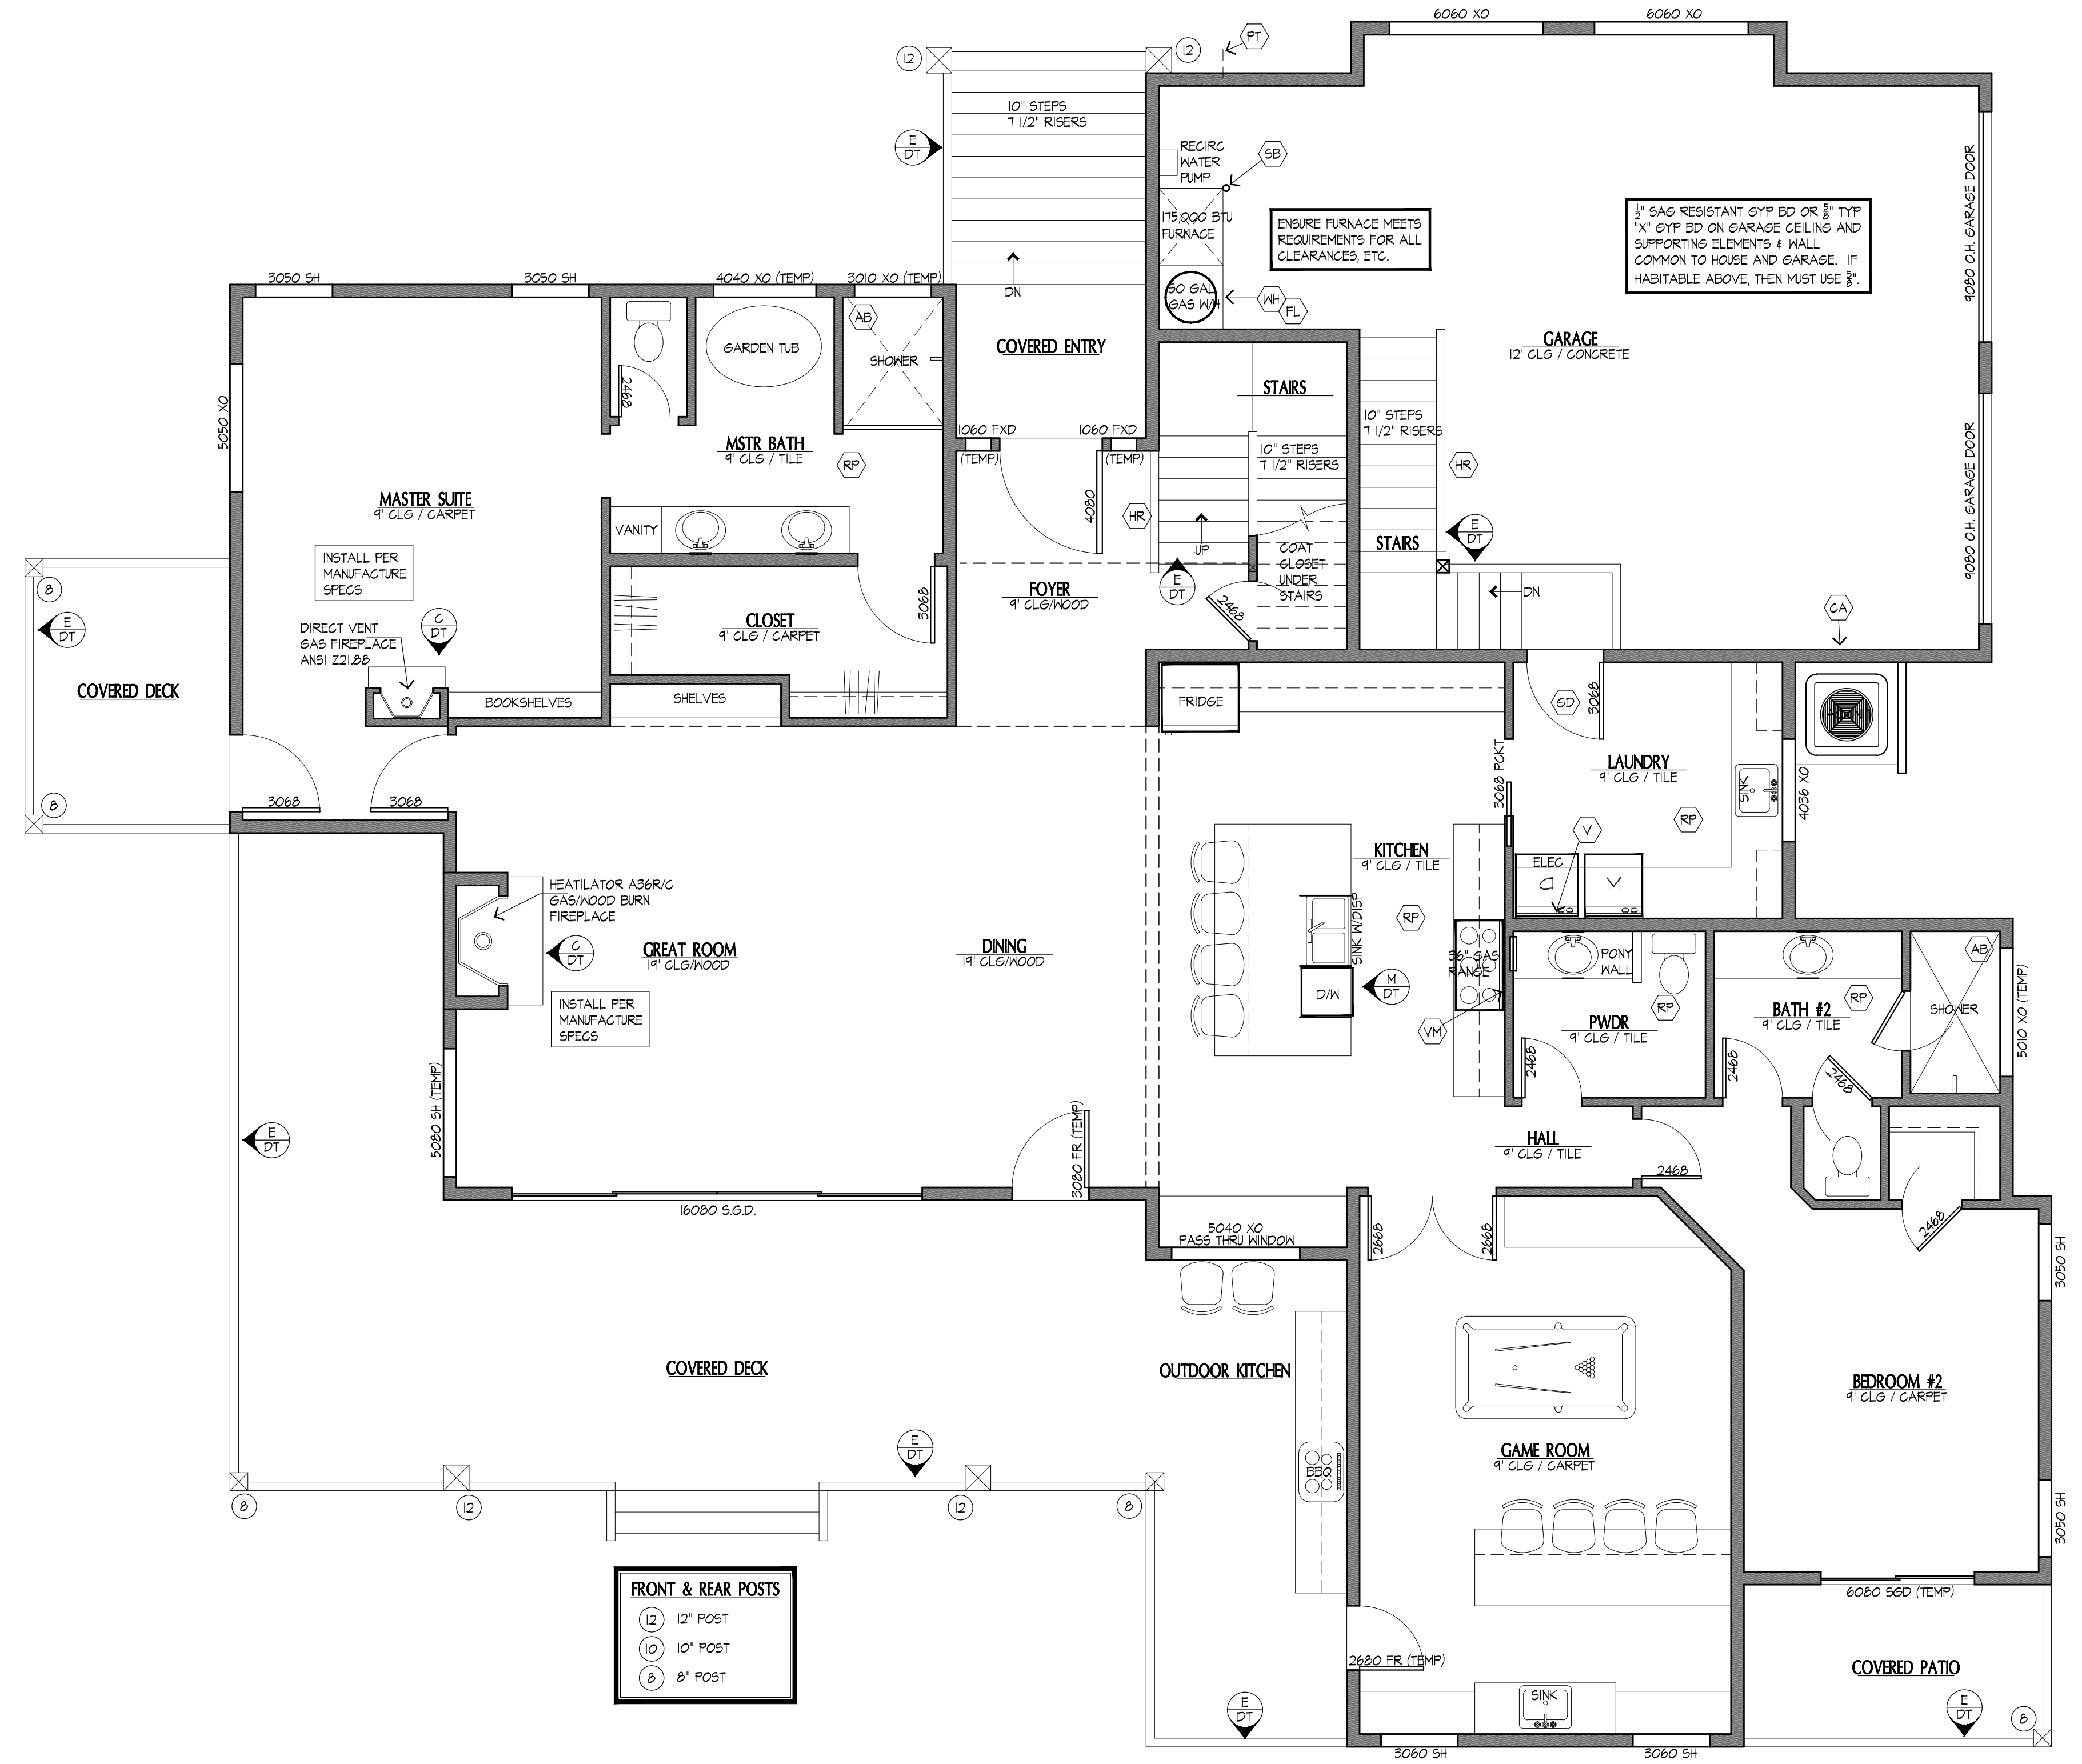 6060 XO
6060 XO
PT
12
12
10" STEPS
7 1/2" RISERS
E
DT
RECIRC
WATER
PUMP
SB
175,000 BTU
FURNACE
ENSURE FURNACE MEETS
REQUIREMENTS FOR ALL
CLEARANCES, ETC.
1/2" SAG RESISTANT GYP BD OR 5/8" TYP
"X" GYP BD ON GARAGE CEILING AND
SUPPORTING ELEMENTS & WALL
COMMON TO HOUSE AND GARAGE. IF
HABITABLE ABOVE, THEN MUST USE 5/8".
9080 O.H. GARAGE DOOR
3050 SH
3050 SH
4040 XO (TEMP)
3010 XO (TEMP)
DN
50 GAL
GAS W/H
WH
FL
AB
GARDEN TUB
SHOWER
COVERED ENTRY
GARAGE
12' CLG / CONCRETE
STAIRS
2468
5050 XO
1060 FXD
(TEMP)
1060 FXD
(TEMP)
10" STEPS
7 1/2" RISERS
10" STEPS
7 1/2" RISERS
HR
9080 O.H. GARAGE DOOR
MSTR BATH
9' CLG / TILE
RP
MASTER SUITE
9' CLG / CARPET
VANITY
4080
HR
UP
E
DT
STAIRS
E
DT
COAT
CLOSET
UNDER
STAIRS
2468
DN
CA
INSTALL PER
MANUFACTURE
SPECS
8
E
DT
DIRECT VENT
GAS FIREPLACE
ANSI Z21.88
C
DT
CLOSET
9' CLG / CARPET
3068
FOYER
9' CLG/WOOD
COVERED DECK
BOOKSHELVES
SHELVES
FRIDGE
GD
3068
8
3068
3068
3068 PCKT
LAUNDRY
9' CLG / TILE
SINK
4036 XO
RP
V
ELEC
D
M
KITCHEN
9' CLG / TILE
RP
SINK W/DISP
D/W
M
DT
36" GAS
RANGE
VM
HEATILATOR A36R/C
GAS/WOOD BURN
FIREPLACE
C
DT
GREAT ROOM
19' CLG/WOOD
DINING
19' CLG/WOOD
INSTALL PER
MANUFACTURE
SPECS
PONY
WALL
RP
PWDR
9' CLG / TILE
2468
BATH #2
9' CLG / TILE
RP
2468
2468
AB
SHOWER
5010 XO (TEMP)
5080 SH (TEMP)
E
DT
3080 FR (TEMP)
HALL
9' CLG / TILE
2468
16080 S.G.D.
5040 XO
PASS THRU WINDOW
2668
2668
2468
3050 SH
COVERED DECK
OUTDOOR KITCHEN
BBQ
GAME ROOM
9' CLG / CARPET
BEDROOM #2
9' CLG / CARPET
3050 SH
E
DT
8
12
12
8
6080 SGD (TEMP)
FRONT & REAR POSTS
12 12" POST
10 10" POST
8 8" POST
2680 FR (TEMP)
COVERED PATIO
SINK
E
DT
E
DT
8
3060 SH
3060 SH